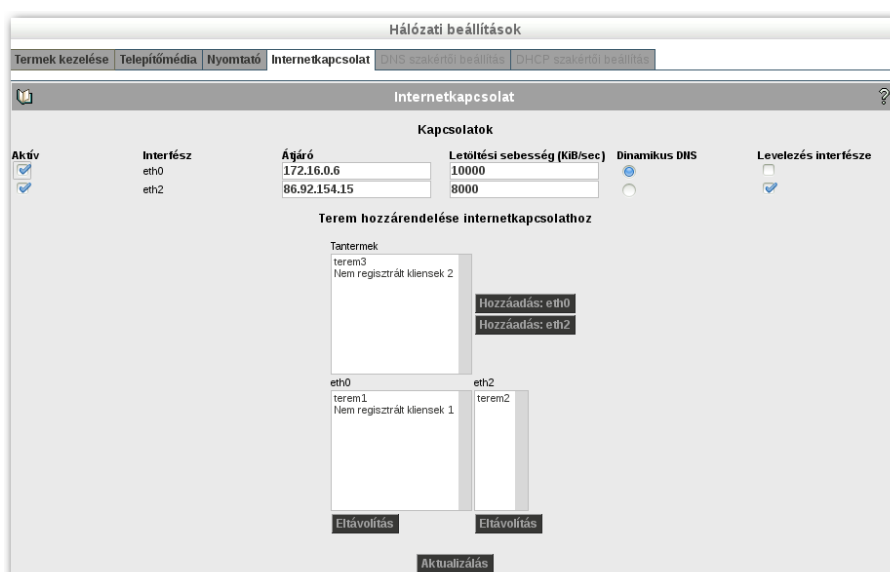 Hálózati beállítások
Termek kezelése Telepítőmédia Nyomtató Internetkapcsolat DNS szakértői beállítás DHCP szakértői beállítás
Internetkapcsolat ?
Kapcsolatok
Aktív Interfész Átjáró Letöltési sebesség (KiB/sec) Dinamikus DNS Levelezés interfésze
eth0 172.16.0.6 10000
eth2 86.92.154.15 8000
Terem hozzárendelése internetkapcsolathoz
Tantermek
terem3
Nem regisztrált kliensek 2
Hozzáadás: eth0
Hozzáadás: eth2
eth0 eth2
terem1 terem2
Nem regisztrált kliensek 1
Eltávolítás Eltávolítás
Aktualizálás